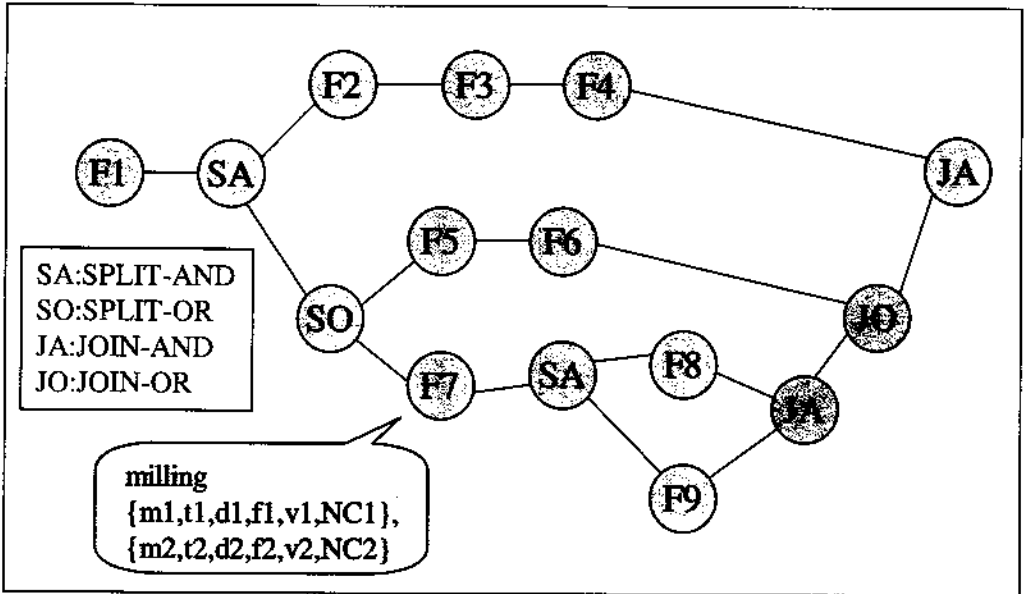 F2 F3 F4
F1 SA JA
F5 F6
SA:SPLIT-AND
SO:SPLIT-OR
JA:JOIN-AND
JO:JOIN-OR
SO JO
F7 SA F8 JA
F9
milling
{m1,t1,d1,f1,v1,NC1},
{m2,t2,d2,f2,v2,NC2}